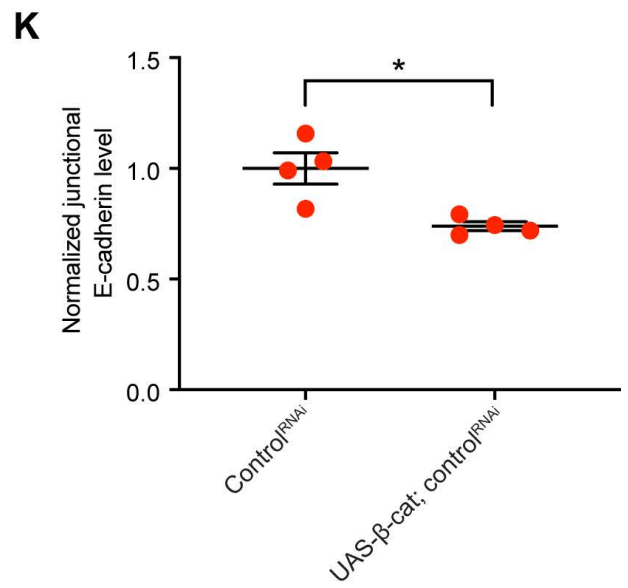 K
Normalized junctional
E-cadherin level
1.5
1.0
0.5
0.0
*
Control^RNAi
UAS-β-cat; control^RNAi